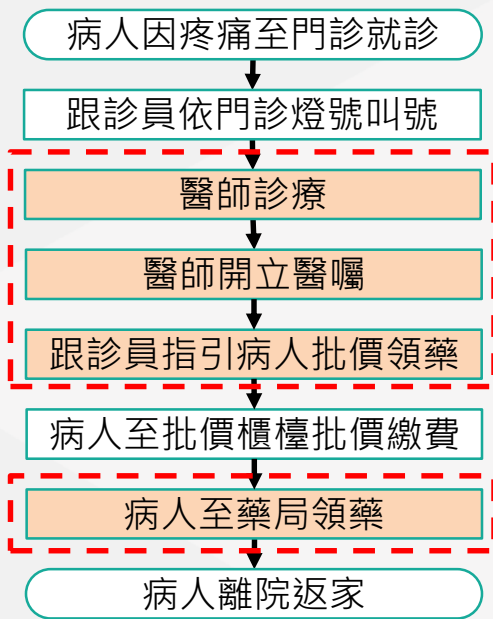 病人因疼痛至門診就診
跟診員依門診燈號叫號
醫師診療
醫師開立醫囑
跟診員指引病人批價領藥
病人至批價櫃檯批價繳費
病人至藥局領藥
病人離院返家